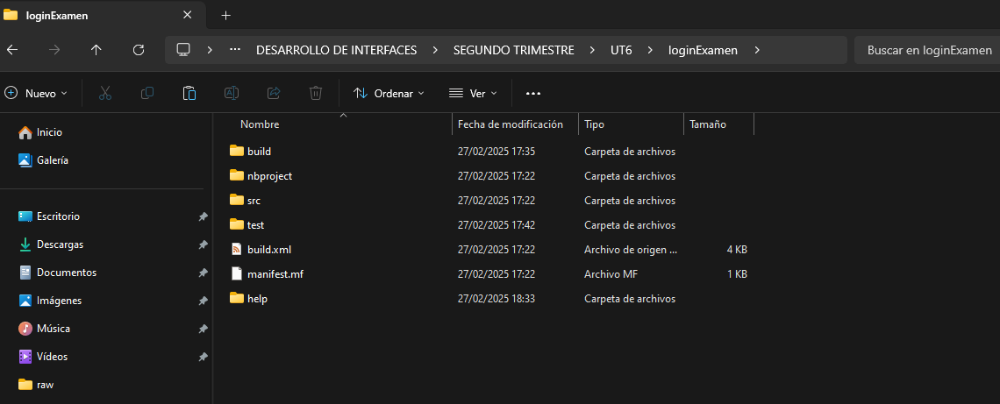 loginExamen
DESARROLLO DE INTERFACES > SEGUNDO TRIMESTRE > UT6 > loginExamen >
Buscar en loginExamen
Nuevo
Ordenar
Ver
Nombre Fecha de modificación Tipo Tamaño
Inicio
Galería
Escritorio
Descargas
Documentos
Imágenes
Música
Vídeos
raw
build 27/02/2025 17:35 Carpeta de archivos
nbproject 27/02/2025 17:22 Carpeta de archivos
src 27/02/2025 17:22 Carpeta de archivos
test 27/02/2025 17:42 Carpeta de archivos
build.xml 27/02/2025 17:22 Archivo de origen ... 4 KB
manifest.mf 27/02/2025 17:22 Archivo MF 1 KB
help 27/02/2025 18:33 Carpeta de archivos